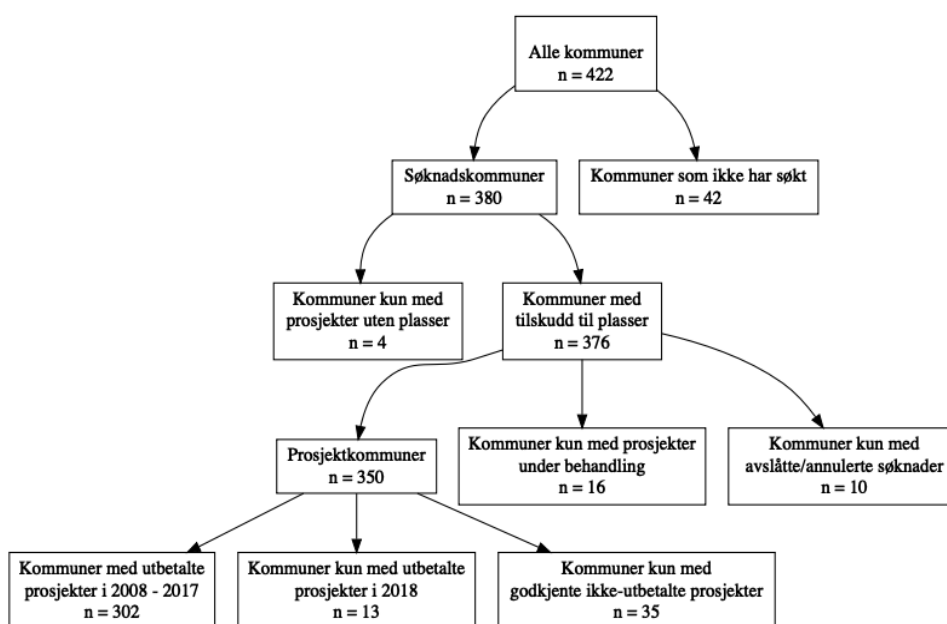 Alle kommuner
n = 422
Søknadskommuner
n = 380
Kommuner som ikke har søkt
n = 42
Kommuner kun med
prosjekter uten plasser
n = 4
Kommuner med
tilskudd til plasser
n = 376
Prosjektkommuner
n = 350
Kommuner kun med prosjekter
under behandling
n = 16
Kommuner kun med
avslåtte/annulerte søknader
n = 10
Kommuner med utbetalte
prosjekter i 2008 - 2017
n = 302
Kommuner kun med utbetalte
prosjekter i 2018
n = 13
Kommuner kun med
godkjente ikke-utbetalte prosjekter
n = 35